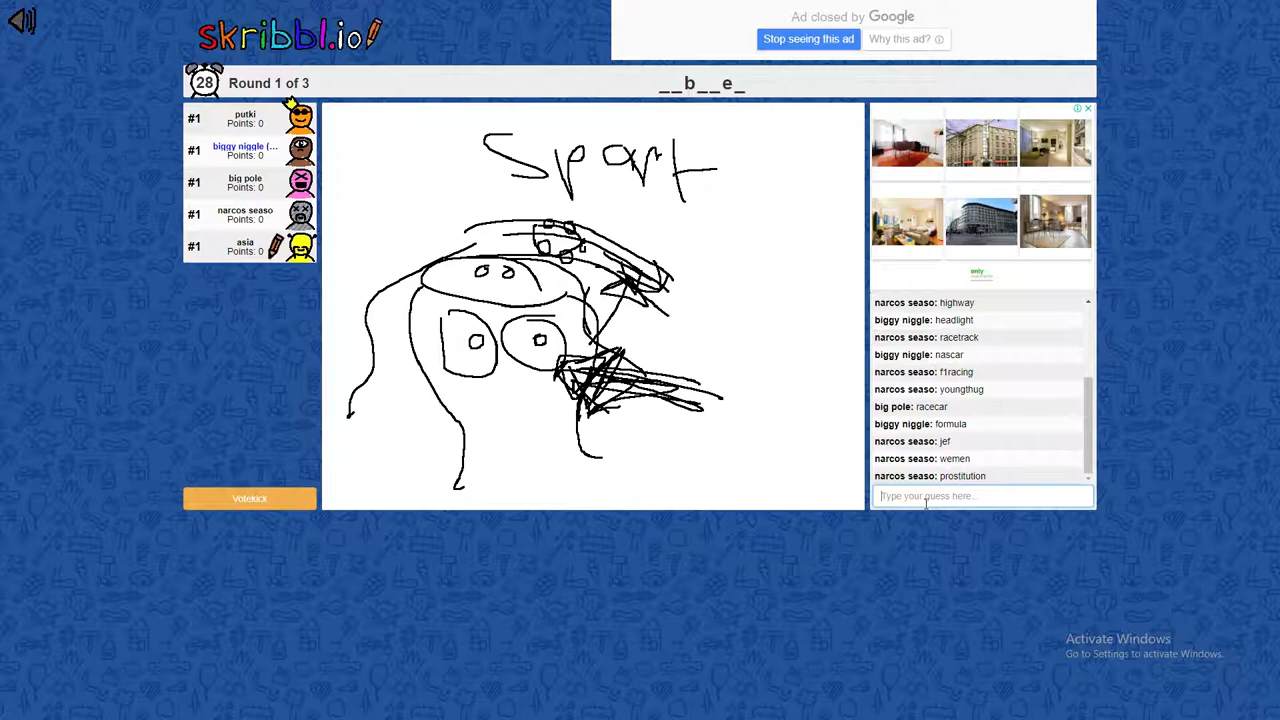 skribbl.io
Ad closed by Google
Stop seeing this ad
Why this ad?
28
Round 1 of 3
__b__e_
#1
putki
Points: 0
#1
biggy niggle (...
Points: 0
#1
big pole
Points: 0
#1
narcos seaso
Points: 0
#1
asia
Points: 0
Votekick
Sport
only
narcos seaso: highway
biggy niggle: headlight
narcos seaso: racetrack
biggy niggle: nascar
narcos seaso: f1racing
narcos seaso: youngthug
big pole: racecar
biggy niggle: formula
narcos seaso: jef
narcos seaso: wemen
narcos seaso: prostitution
Type your guess here...
Activate Windows
Go to Settings to activate Windows.